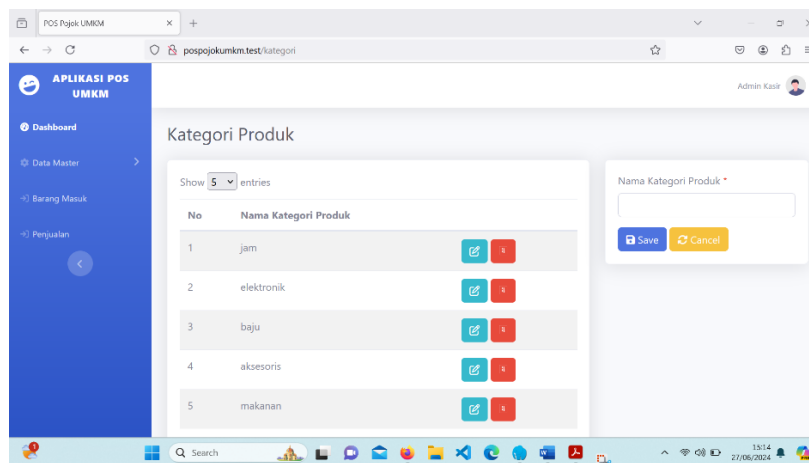 POS Pojok UMKM
pospojokumkm.test/kategori
APLIKASI POS
UMKM
Admin Kasir
Dashboard
Data Master
Barang Masuk
Penjualan
Kategori Produk
Show 5 entries
No Nama Kategori Produk
1 jam
2 elektronik
3 baju
4 aksesoris
5 makanan
Nama Kategori Produk *
Save Cancel
1
Search
15:14
27/06/2024